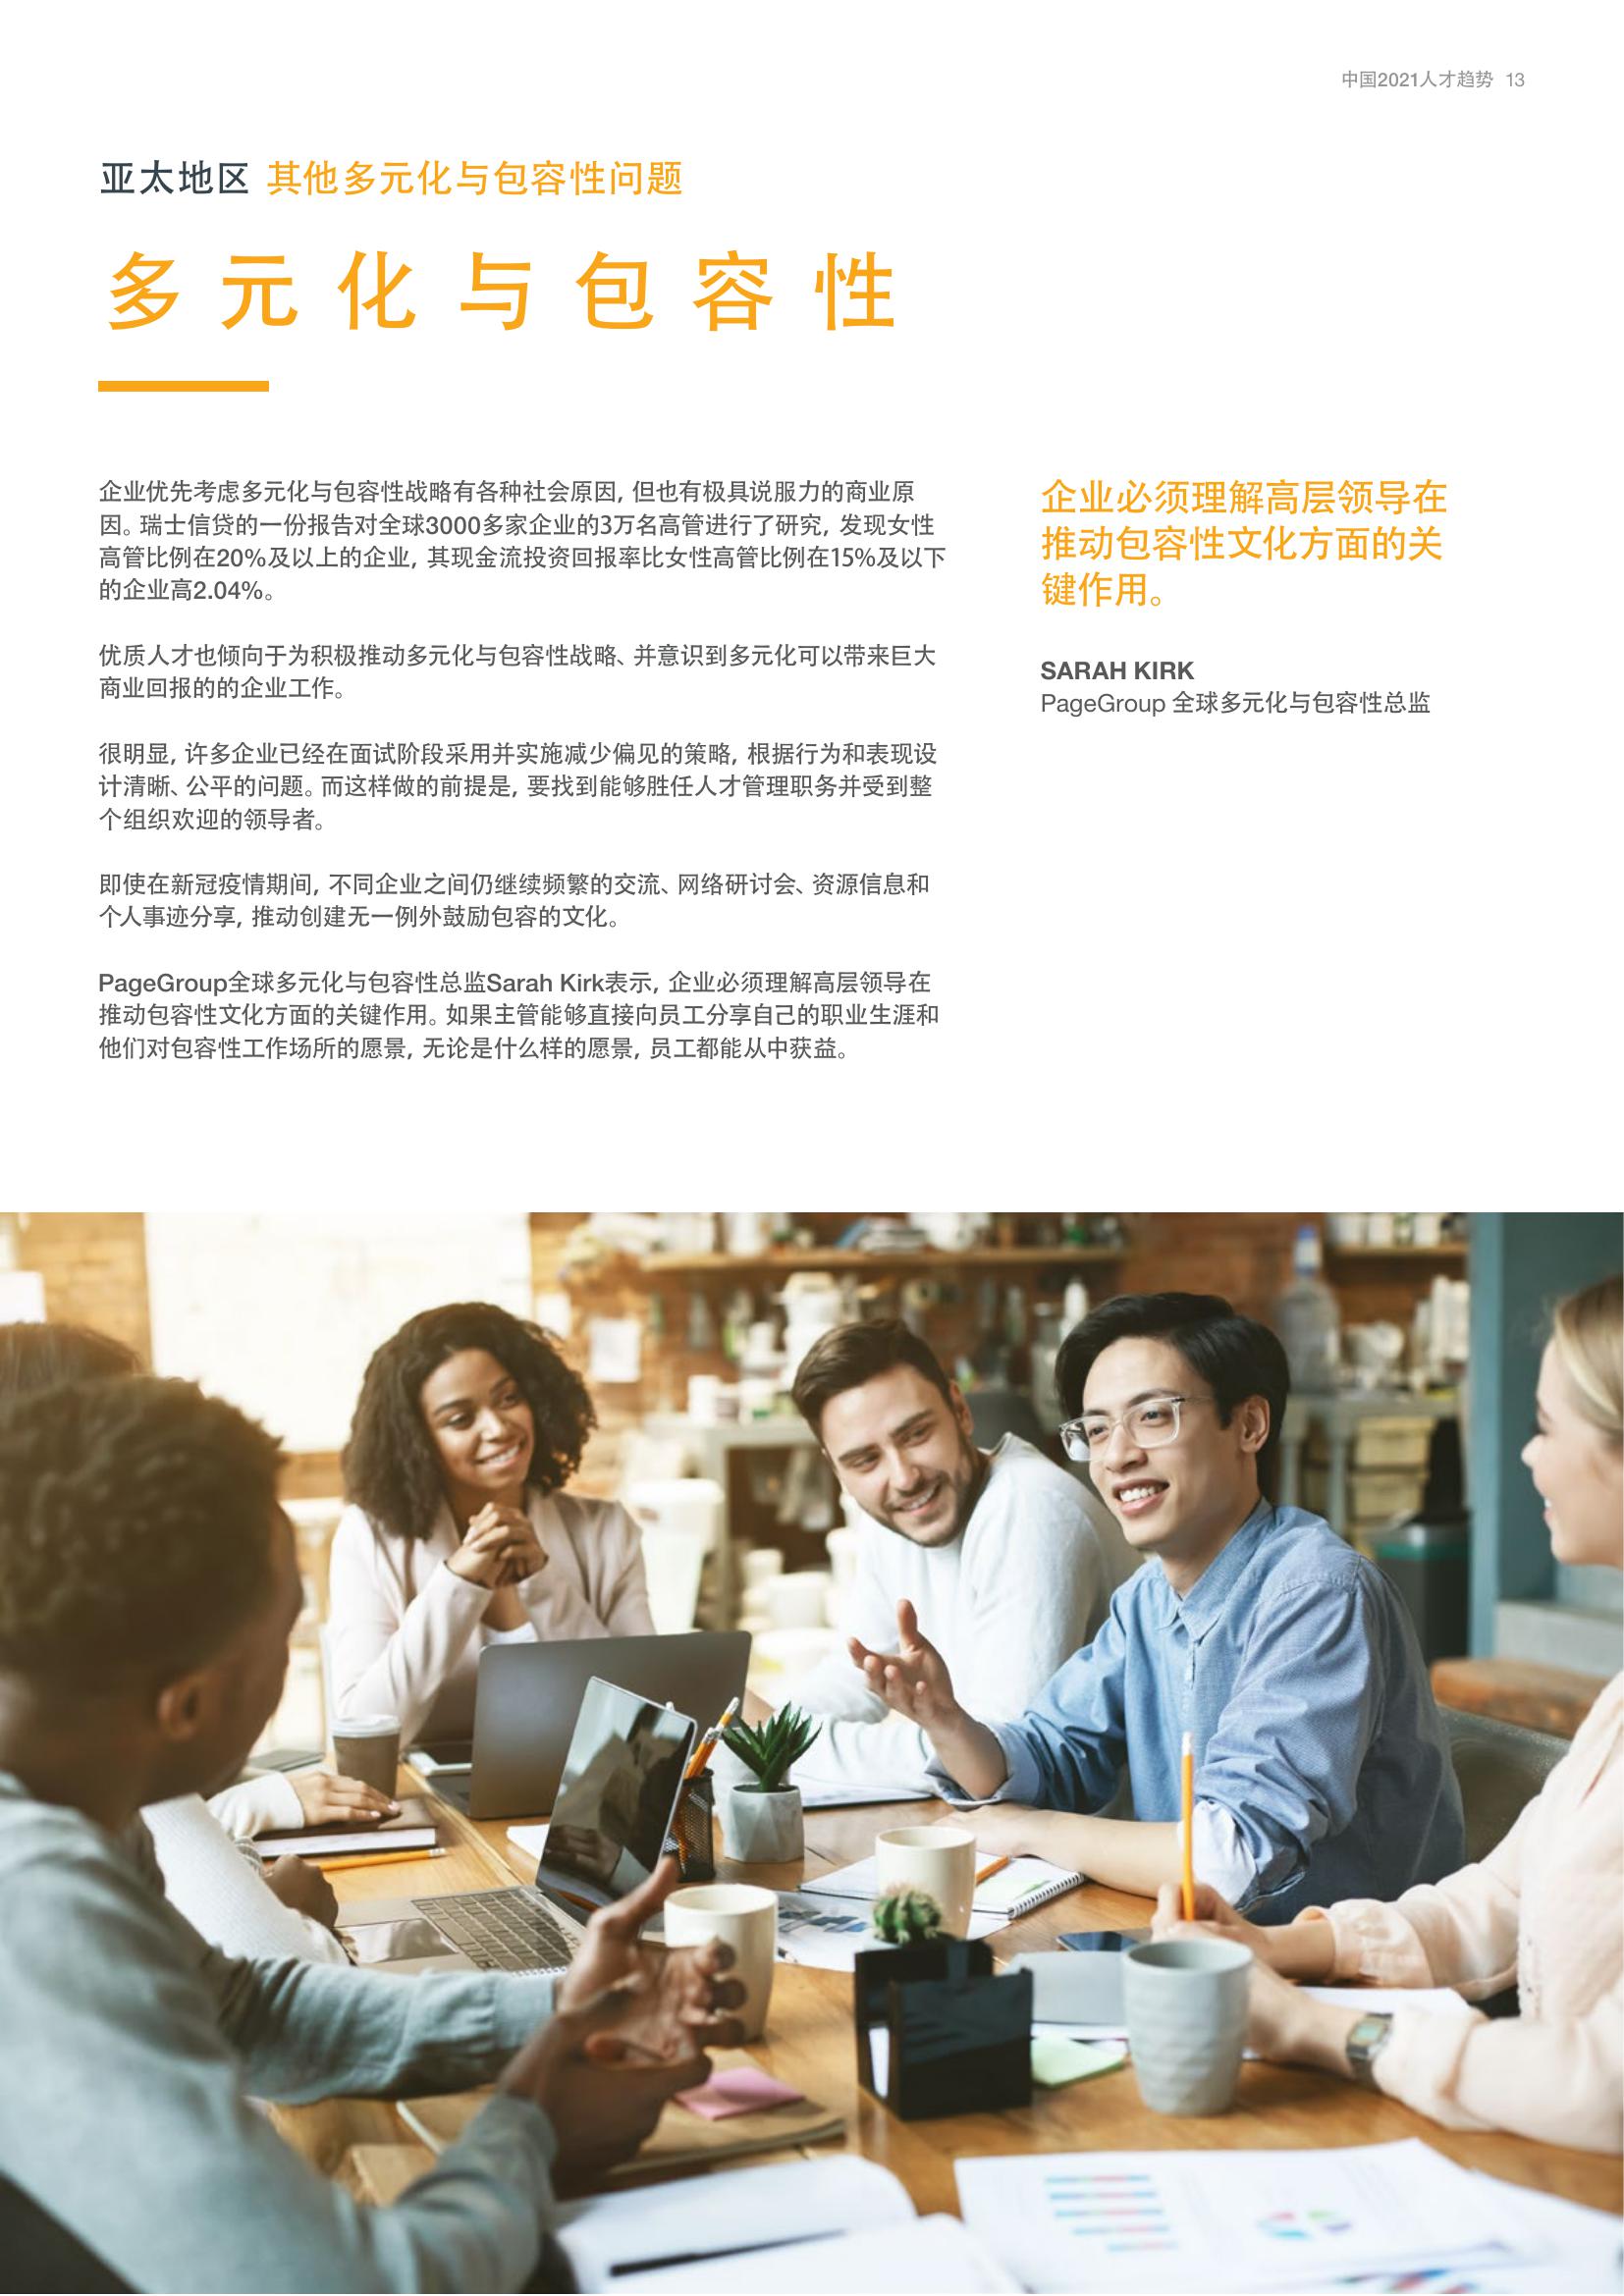 中国2021人才趋势 13
亚太地区 其他多元化与包容性问题
多元化与包容性
企业优先考虑多元化与包容性战略有各种社会原因, 但也有极具说服力的商业原
因。瑞士信贷的一份报告对全球3000多家企业的3万名高管进行了研究, 发现女性
高管比例在20%及以上的企业, 其现金流投资回报率比女性高管比例在15%及以下
的企业高2.04%。
优质人才也倾向于为积极推动多元化与包容性战略、并意识到多元化可以带来巨大
商业回报的的企业工作。
很明显, 许多企业已经在面试阶段采用并实施减少偏见的策略, 根据行为和表现设
计清晰、公平的问题。而这样做的前提是, 要找到能够胜任人才管理职务并受到整
个组织欢迎的领导者。
即使在新冠疫情期间, 不同企业之间仍继续频繁的交流、网络研讨会、资源信息和
个人事迹分享, 推动创建无一例外鼓励包容的文化。
PageGroup全球多元化与包容性总监Sarah Kirk表示, 企业必须理解高层领导在
推动包容性文化方面的关键作用。如果主管能够直接向员工分享自己的职业生涯和
他们对包容性工作场所的愿景, 无论是什么样的愿景, 员工都能从中获益。
企业必须理解高层领导在
推动包容性文化方面的关
键作用。
SARAH KIRK
PageGroup 全球多元化与包容性总监